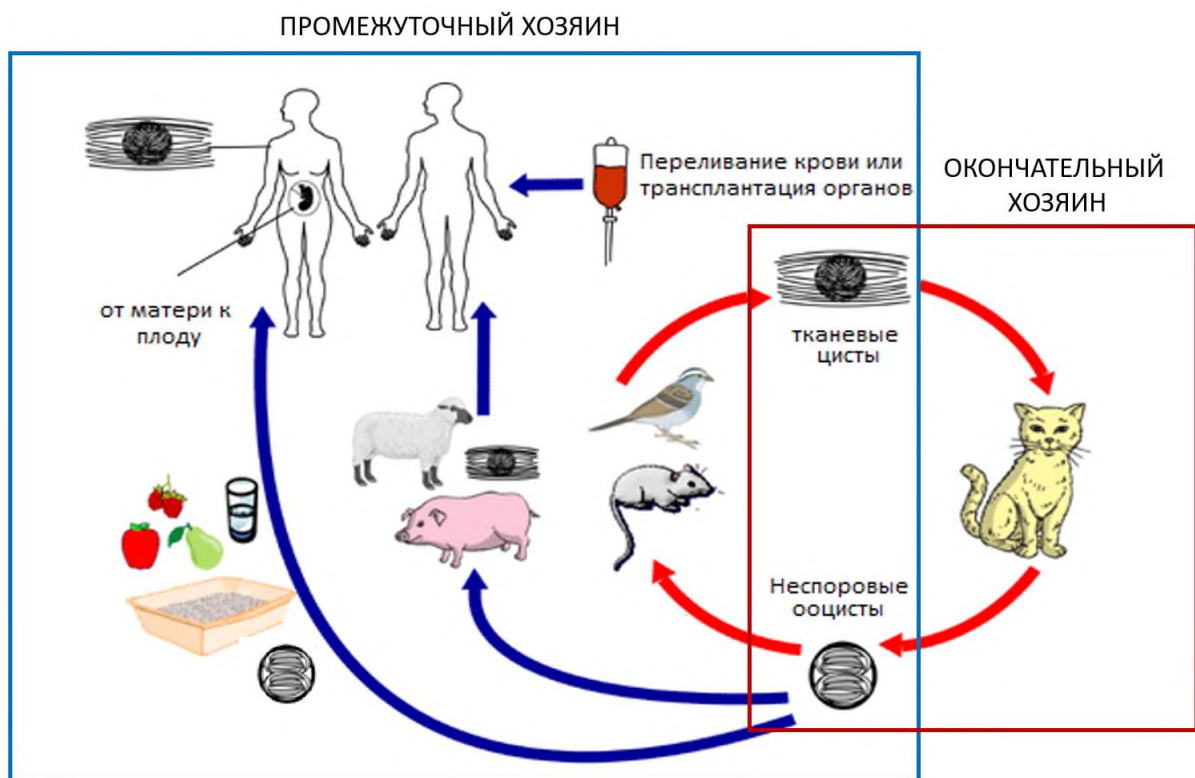 ПРОМЕЖУТОЧНЫЙ ХОЗЯИН
Переливание крови или
трансплантация органов
ОКОНЧАТЕЛЬНЫЙ
ХОЗЯИН
от матери к
плоду
тканевые
цисты
Неспоровые
ооцисты